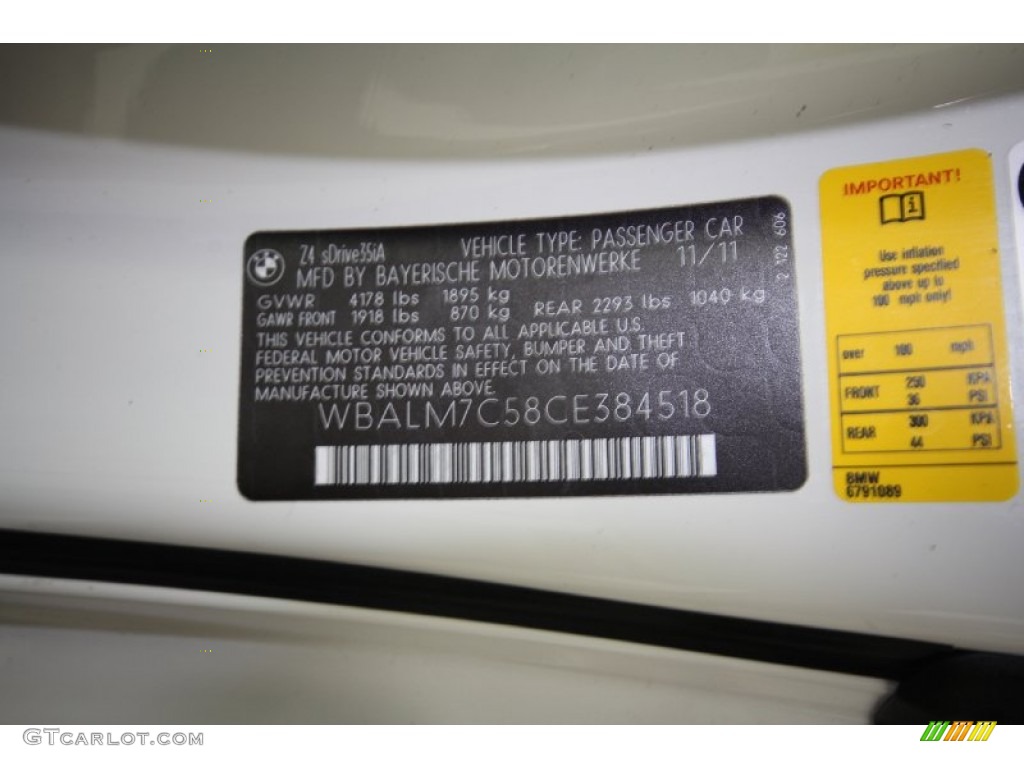 Z4 sDrive35iA VEHICLE TYPE: PASSENGER CAR
MFD BY BAYERISCHE MOTORENWERKE 11/11
GVWR 4178 lbs 1895 kg
GAWR FRONT 1918 lbs 870 kg REAR 2293 lbs 1040 kg
THIS VEHICLE CONFORMS TO ALL APPLICABLE U.S.
FEDERAL MOTOR VEHICLE SAFETY, BUMPER AND THEFT
PREVENTION STANDARDS IN EFFECT ON THE DATE OF
MANUFACTURE SHOWN ABOVE.
WBALM7C58CE384518
2 122 606
IMPORTANT!
i
Use inflation
pressure specified
above up to
100 mph only!
over 100 mph
FRONT 250 KPA
36 PSI
REAR 300 KPA
44 PSI
BMW
6791089
GTCARLOT.COM